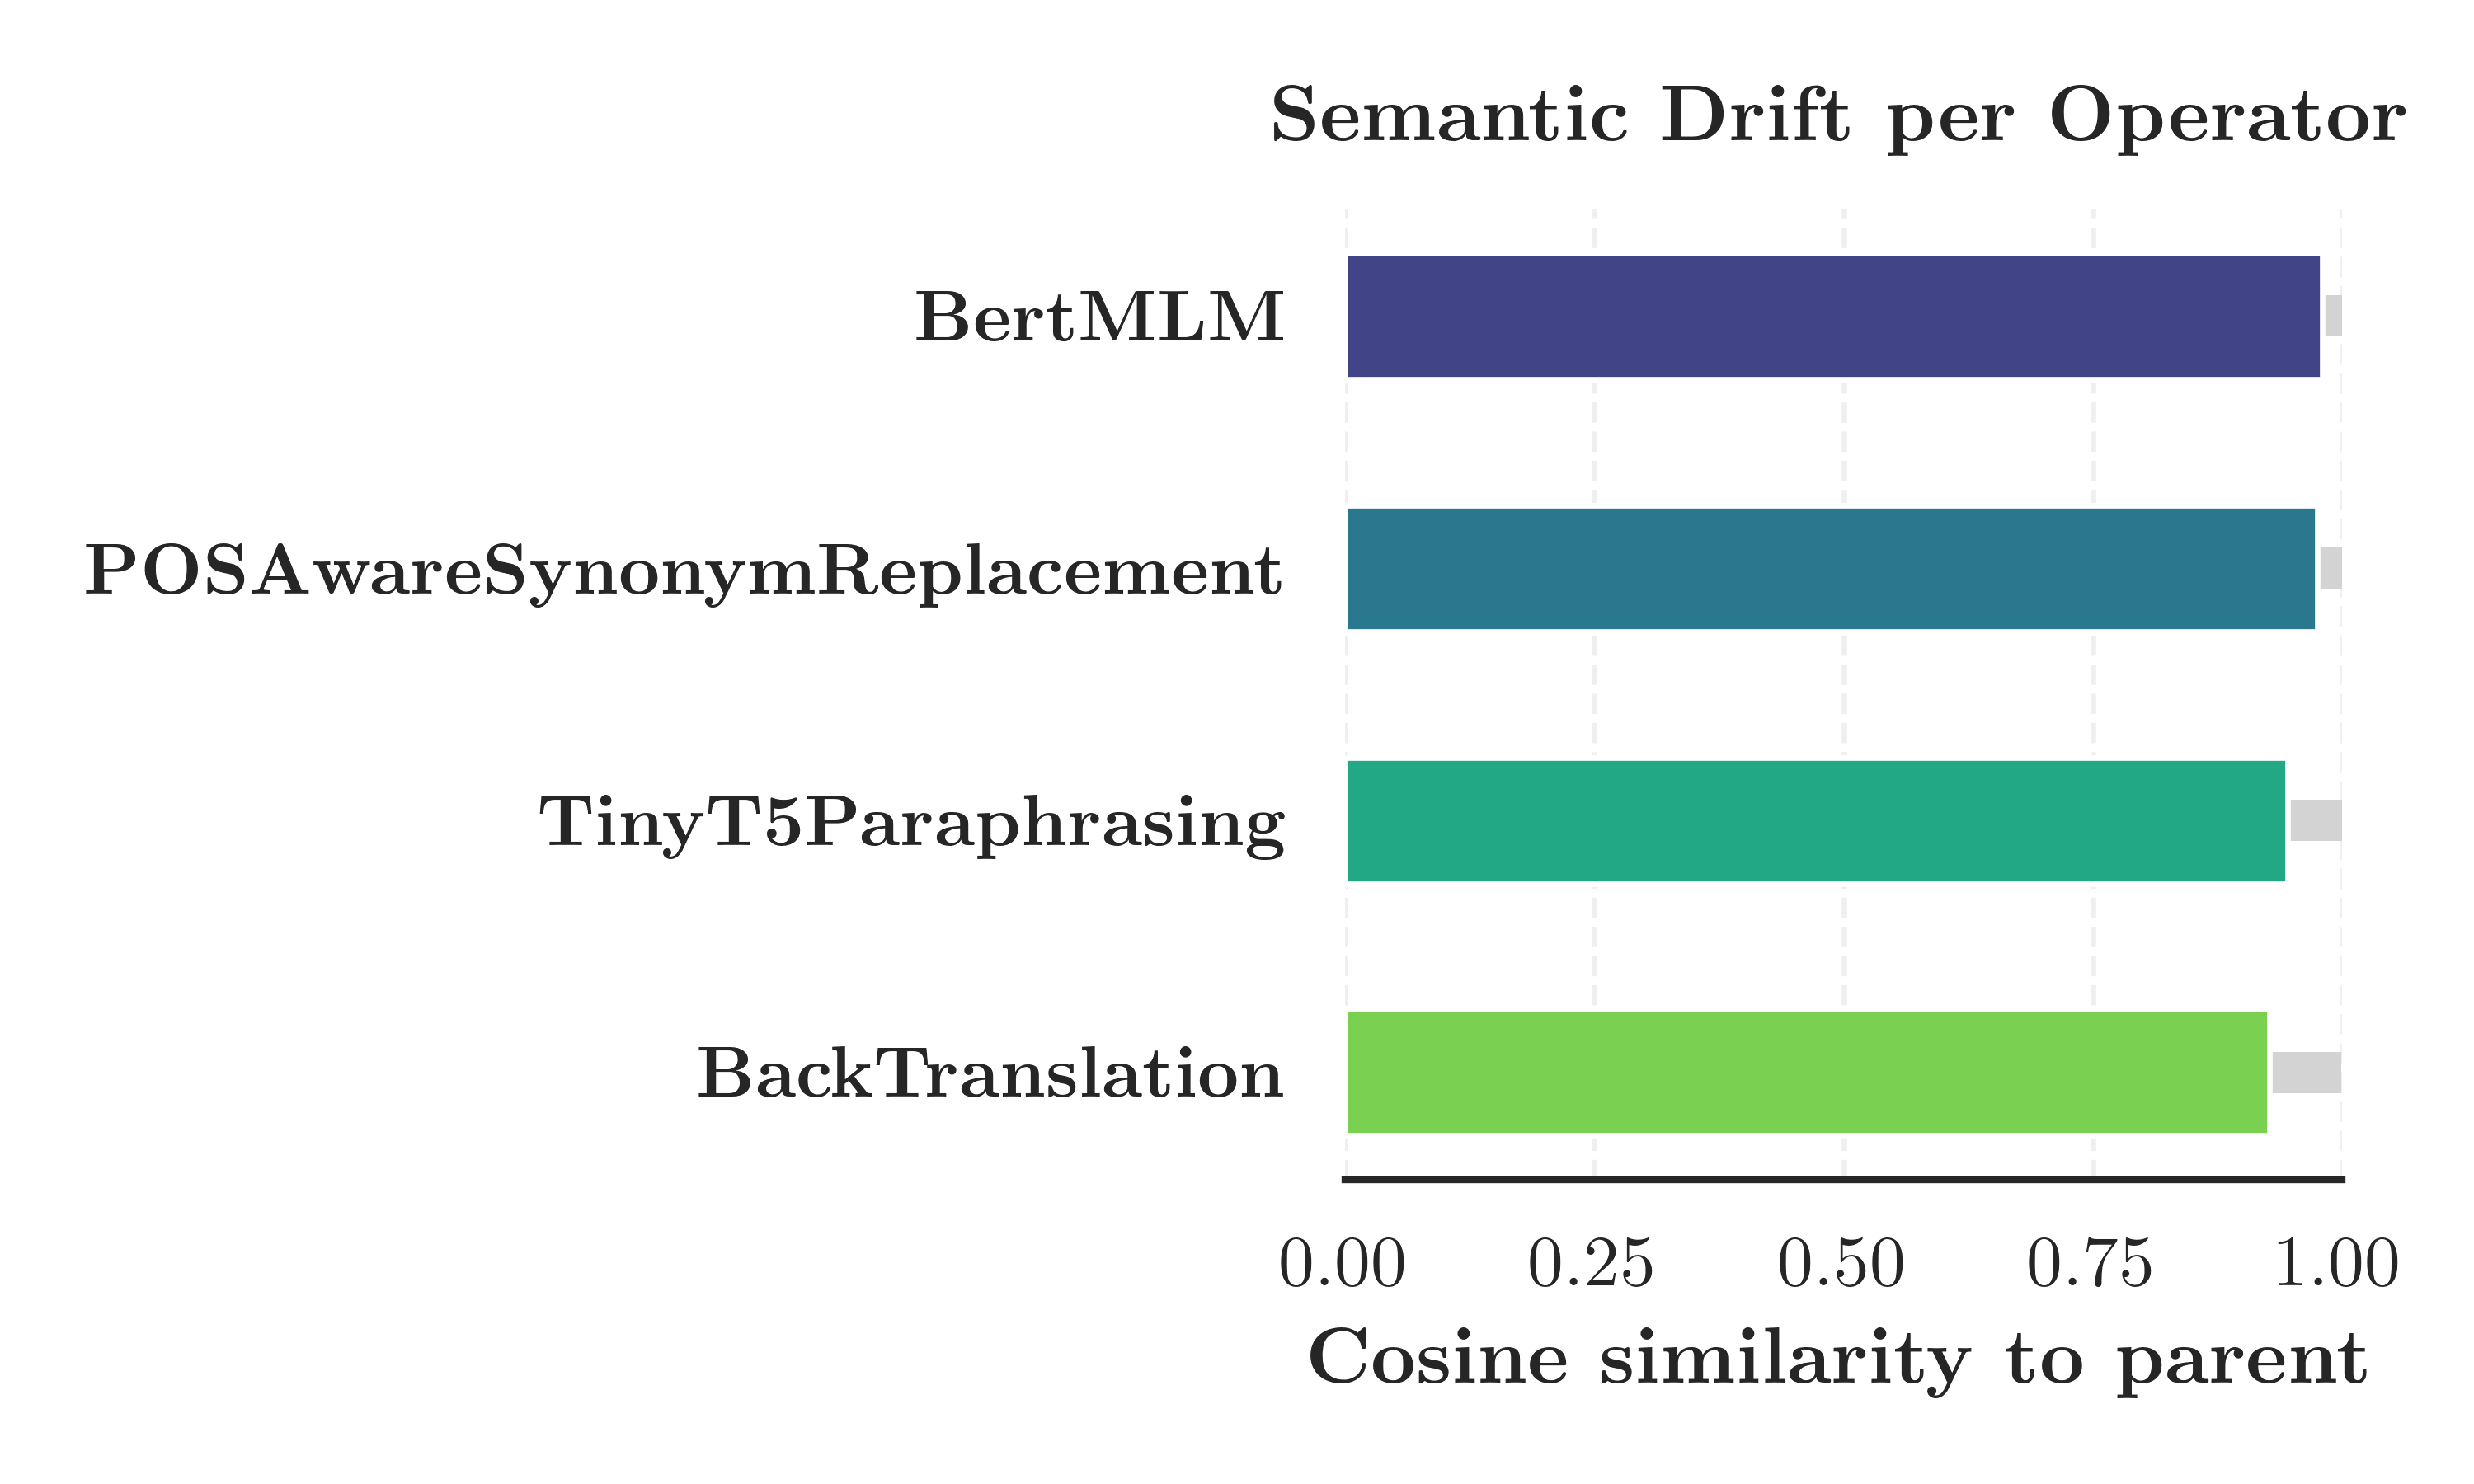 Semantic Drift per Operator
BertMLM
POSAwareSynonymReplacement
TinyT5Paraphrasing
BackTranslation
0.00 0.25 0.50 0.75 1.00
Cosine similarity to parent